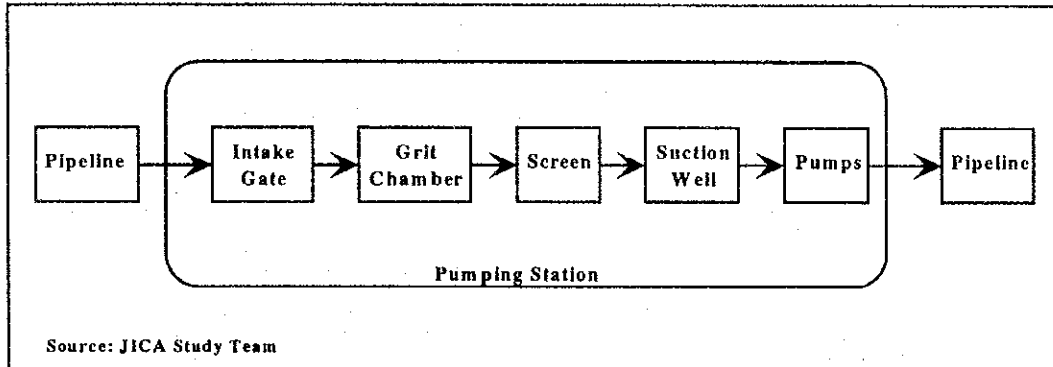 Pipeline
Intake
Gate
Grit
Chamber
Screen
Suction
Well
Pumps
Pipeline
Pumping Station
Source: JICA Study Team